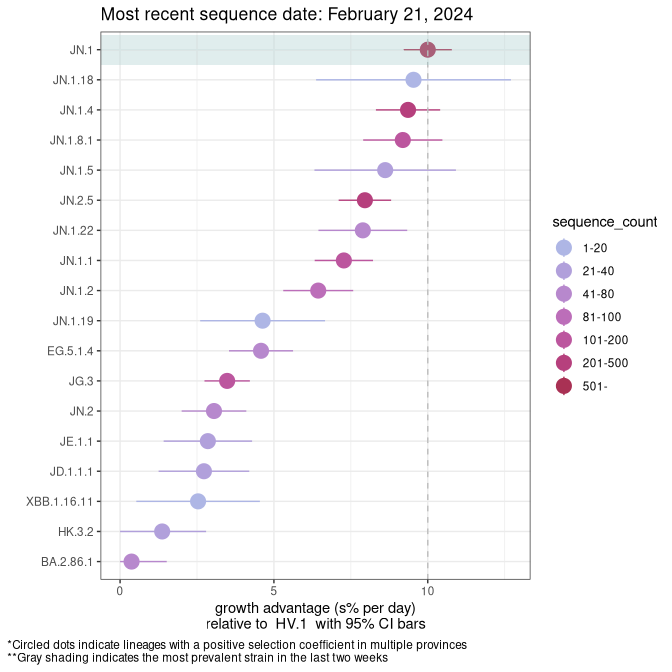 Most recent sequence date: February 21, 2024
JN.1
JN.1.18
JN.1.4
JN.1.8.1
JN.1.5
JN.2.5
JN.1.22
JN.1.1
JN.1.2
JN.1.19
EG.5.1.4
JG.3
JN.2
JE.1.1
JD.1.1.1
XBB.1.16.11
HK.3.2
BA.2.86.1
0 5 10
growth advantage (s% per day)
relative to HV.1 with 95% CI bars
sequence_count
1-20
21-40
41-80
81-100
101-200
201-500
501-
*Circled dots indicate lineages with a positive selection coefficient in multiple provinces
**Gray shading indicates the most prevalent strain in the last two weeks